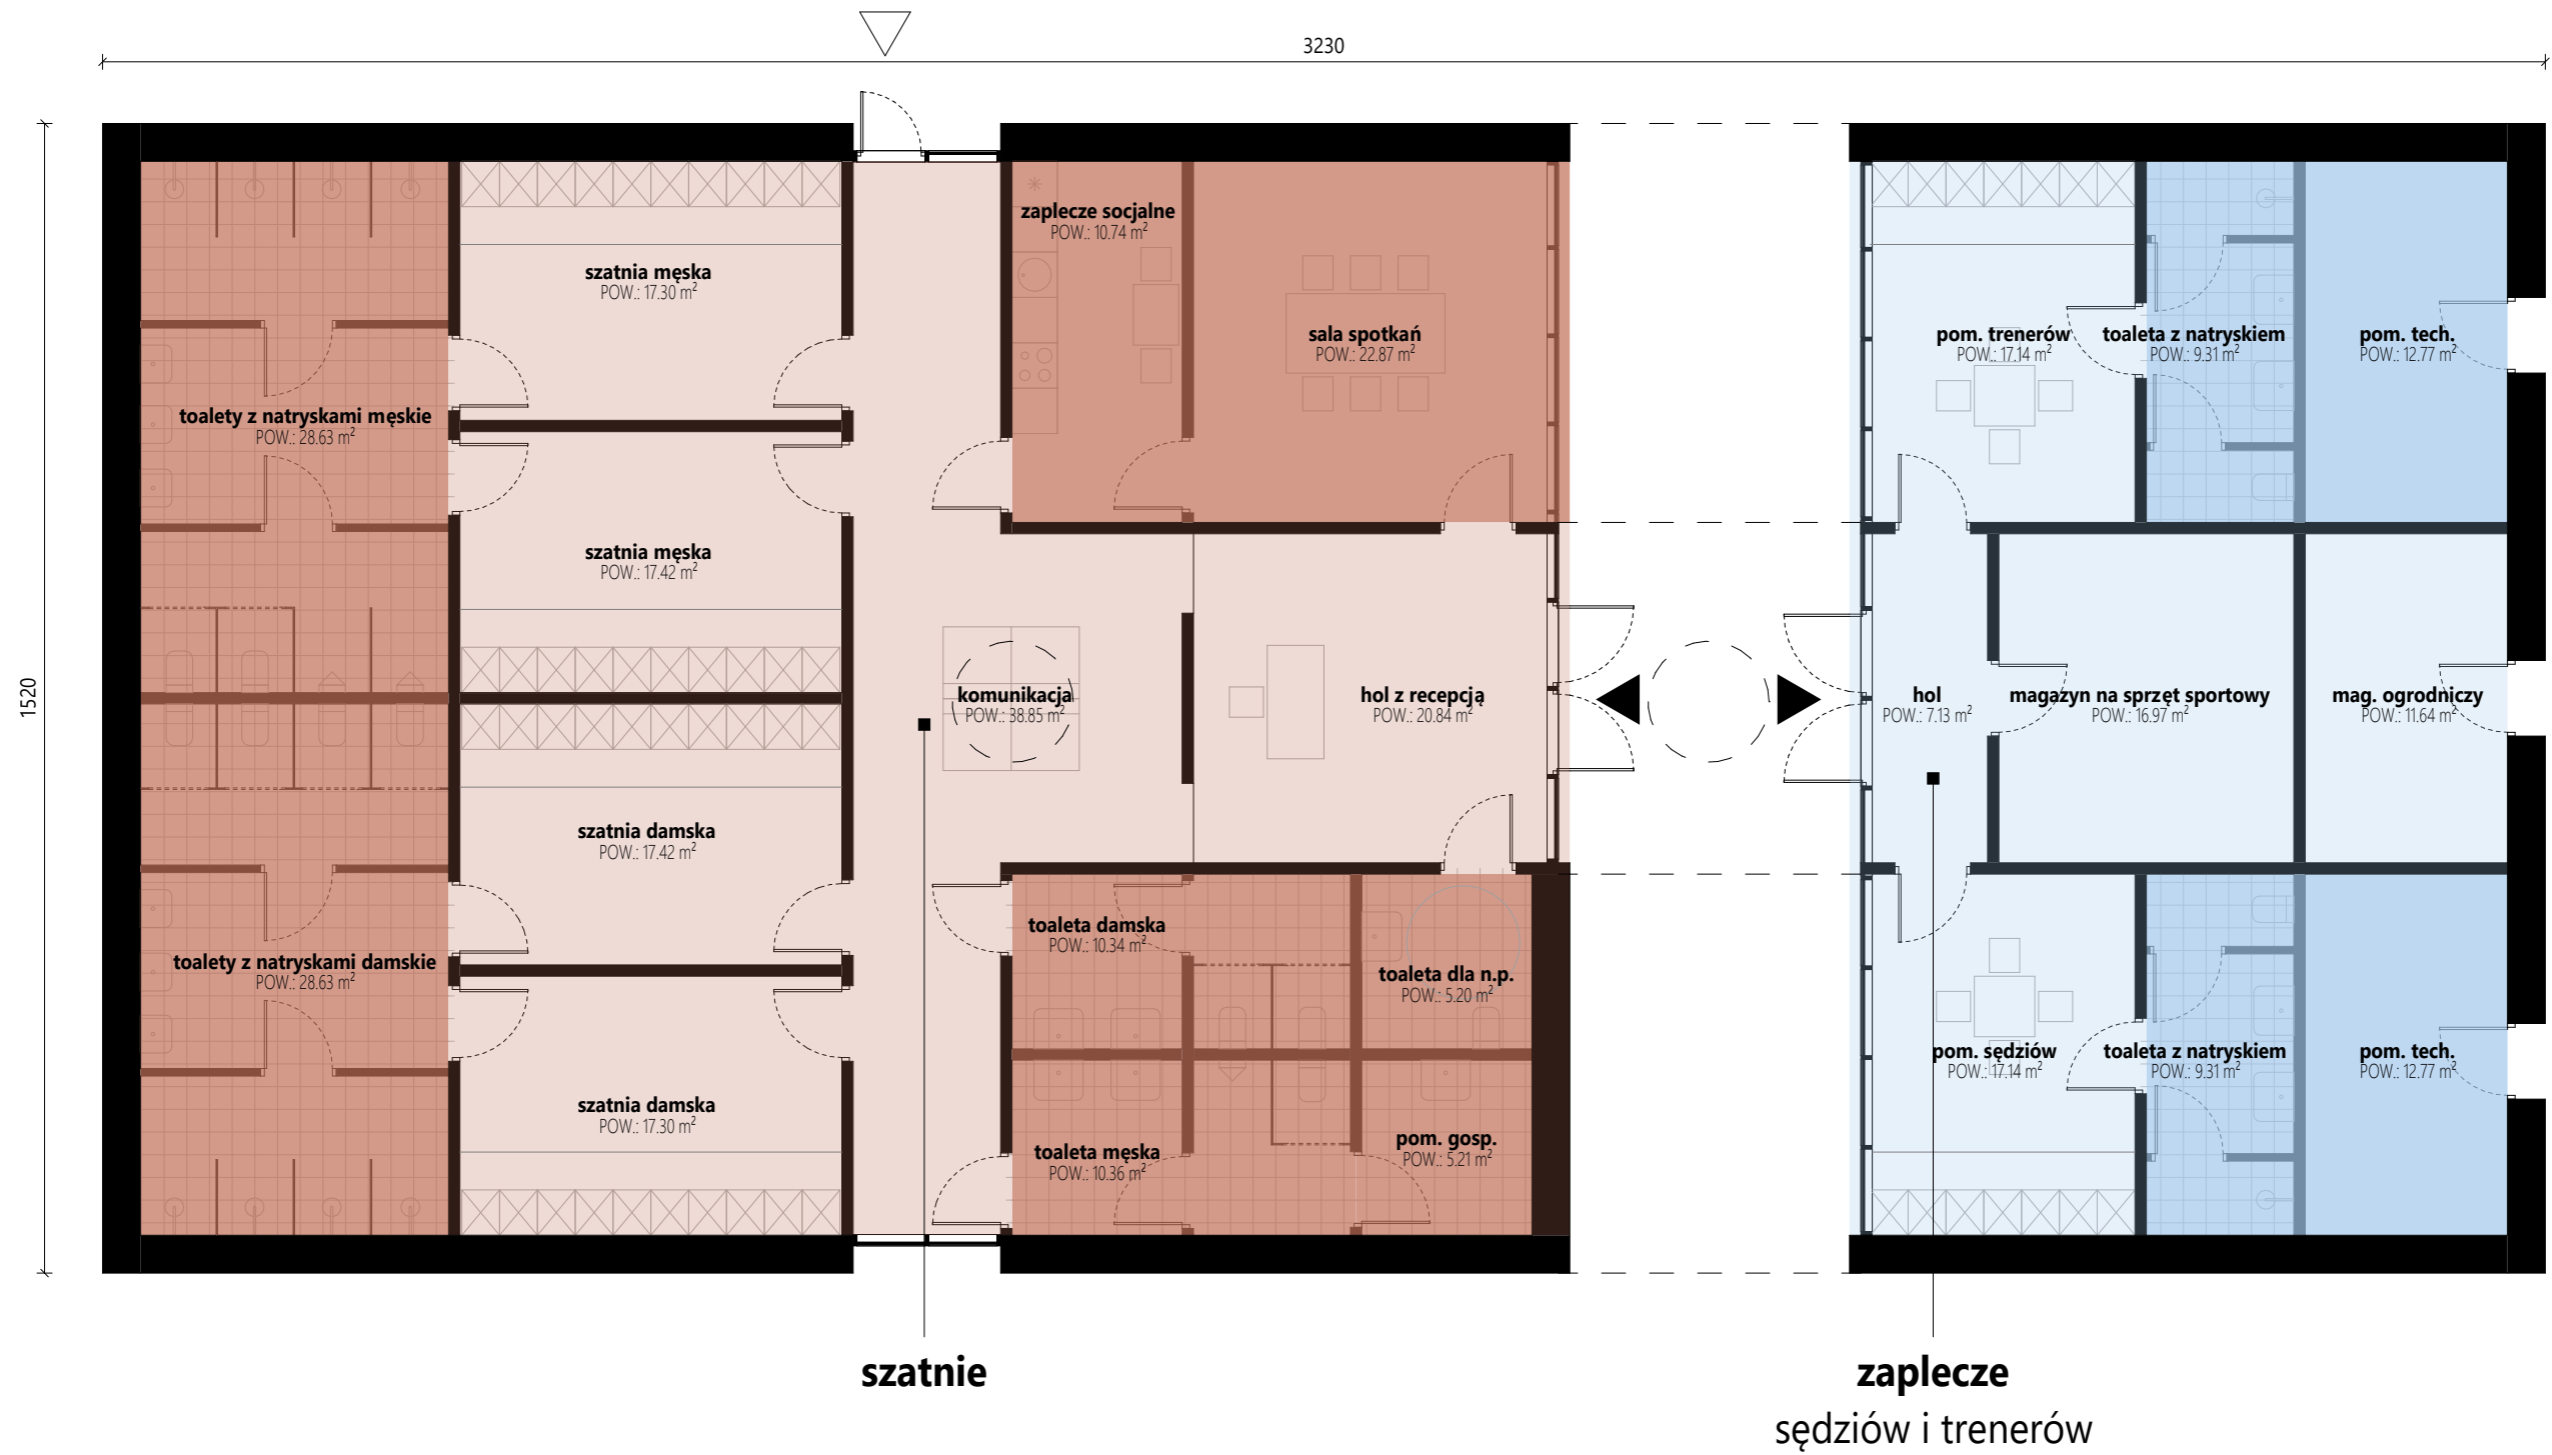 3230
1520
zaplecze socjalne
POW.: 10.74 m²
szatnia męska
POW.: 17.30 m²
sala spotkań
POW.: 22.87 m²
pom. trenerów
POW.: 17.14 m²
toaleta z natryskiem
POW.: 9.31 m²
pom. tech.
POW.: 12.77 m²
toalety z natryskami męskie
POW.: 28.63 m²
szatnia męska
POW.: 17.42 m²
komunikacja
POW.: 38.85 m²
hol z recepcją
POW.: 20.84 m²
hol
POW.: 7.13 m²
magazyn na sprzęt sportowy
POW.: 16.97 m²
mag. ogrodniczy
POW.: 11.64 m²
szatnia damska
POW.: 17.42 m²
toaleta damska
POW.: 10.34 m²
toalety z natryskami damskie
POW.: 28.63 m²
toaleta dla n.p.
POW.: 5.20 m²
pom. sędziów
POW.: 17.14 m²
toaleta z natryskiem
POW.: 9.31 m²
pom. tech.
POW.: 12.77 m²
szatnia damska
POW.: 17.30 m²
toaleta męska
POW.: 10.36 m²
pom. gosp.
POW.: 5.21 m²
szatnie
zaplecze
sędziów i trenerów